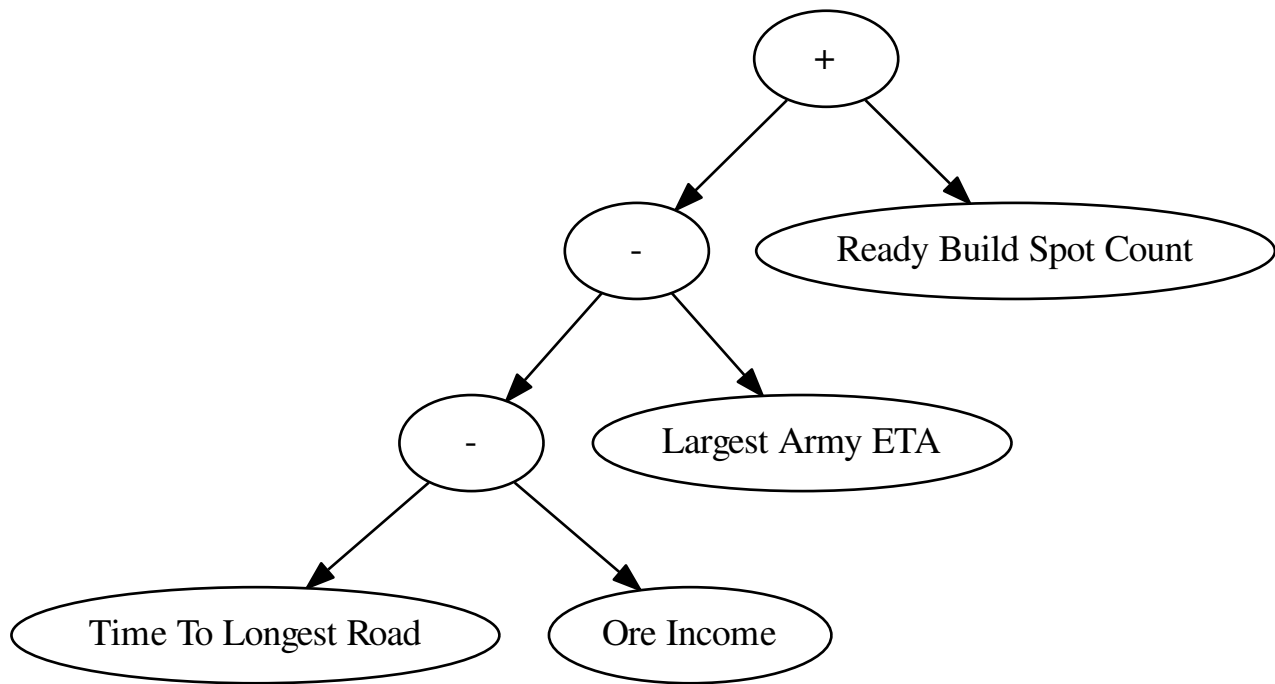 +
-
Ready Build Spot Count
-
Largest Army ETA
Time To Longest Road
Ore Income